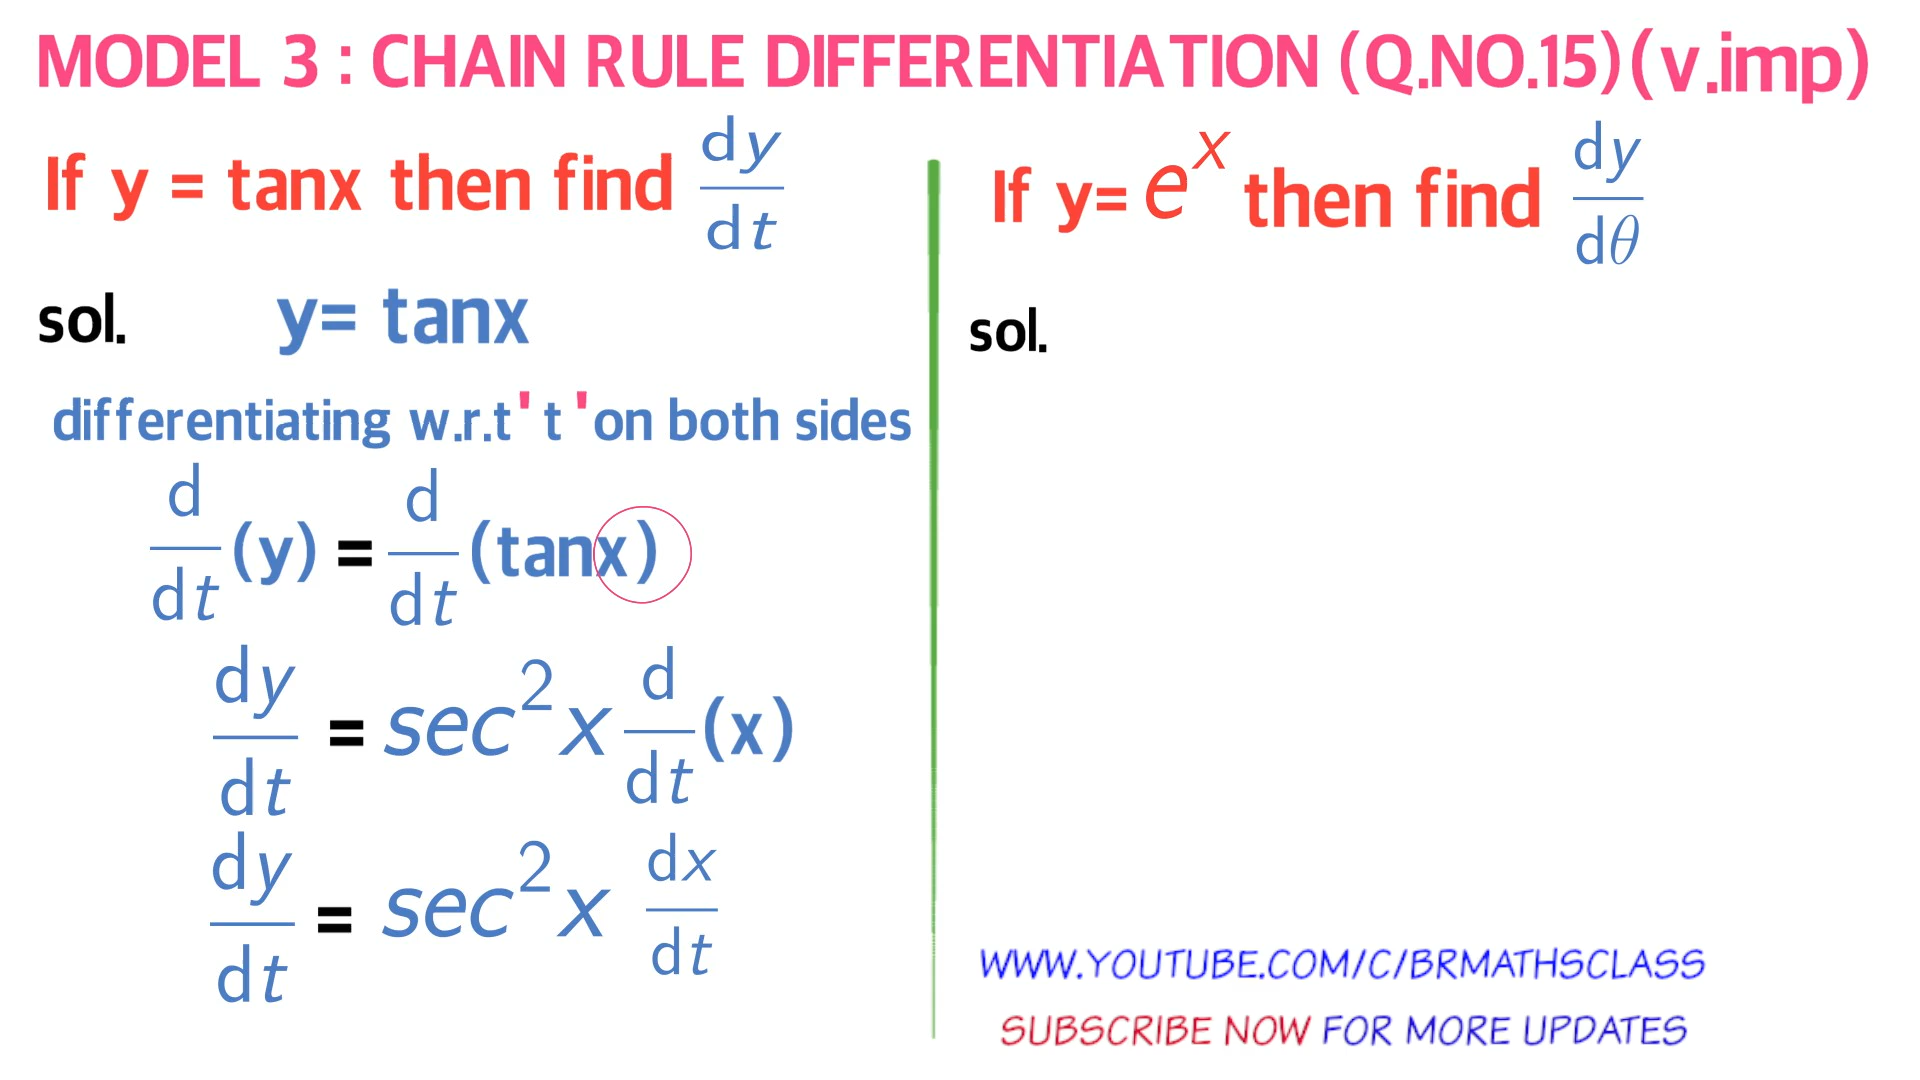 MODEL 3 : CHAIN RULE DIFFERENTIATION (Q.NO.15)(v.imp)
If y = tanx then find dy/dt
sol. y= tanx
differentiating w.r.t't'on both sides
d/dt(y) = d/dt(tanx)
dy/dt = sec²x d/dt(x)
dy/dt = sec²x dx/dt
If y= eˣ then find dy/dθ
sol.
WWW.YOUTUBE.COM/C/BRMATHSCLASS
SUBSCRIBE NOW FOR MORE UPDATES